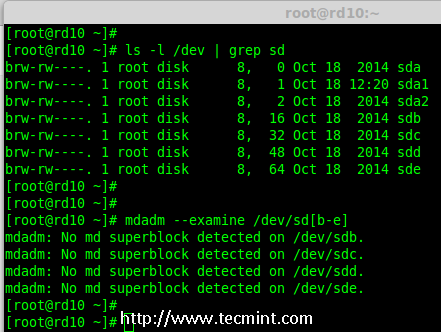 root@rd10:~
[root@rd10 ~]#
[root@rd10 ~]# ls -l /dev | grep sd
brw-rw----. 1 root disk      8,   0 Oct 18  2014 sda
brw-rw----. 1 root disk      8,   1 Oct 18 12:20 sda1
brw-rw----. 1 root disk      8,   2 Oct 18  2014 sda2
brw-rw----. 1 root disk      8,  16 Oct 18  2014 sdb
brw-rw----. 1 root disk      8,  32 Oct 18  2014 sdc
brw-rw----. 1 root disk      8,  48 Oct 18  2014 sdd
brw-rw----. 1 root disk      8,  64 Oct 18  2014 sde
[root@rd10 ~]#
[root@rd10 ~]#
[root@rd10 ~]# mdadm --examine /dev/sd[b-e]
mdadm: No md superblock detected on /dev/sdb.
mdadm: No md superblock detected on /dev/sdc.
mdadm: No md superblock detected on /dev/sdd.
mdadm: No md superblock detected on /dev/sde.
[root@rd10 ~]#
[root@rd10 ~]#
http://www.tecmint.com